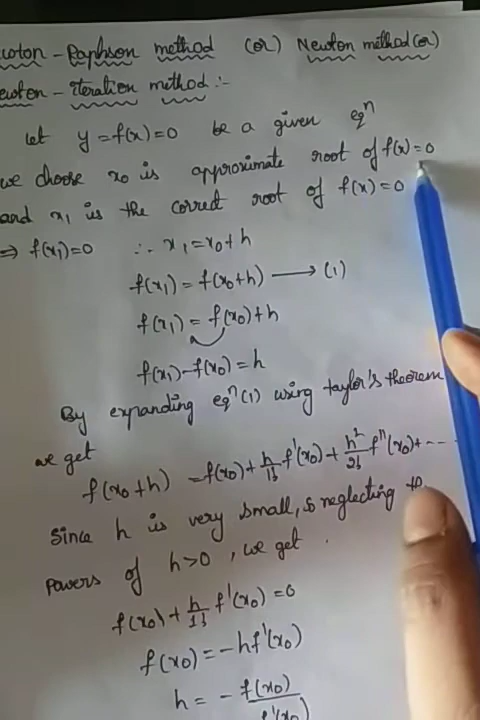 ewton - Raphson method (or) Newton method (or)
ewton - iteration method :-
Let y = f(x) = 0 be a given eqⁿ
we choose x₀ is approximate root of f(x) = 0
and x₁ is the correct root of f(x) = 0
⇒ f(x₁) = 0 ∴ x₁ = x₀ + h
f(x₁) = f(x₀+h) ⟶ (1)
f(x₁) = f(x₀) + h
f(x₁) - f(x₀) = h
By expanding eqⁿ (1) using taylor's theorem
we get
f(x₀+h) = f(x₀) + h/1! f'(x₀) + h²/2! f"(x₀) + ---
Since h is very small, so neglecting
powers of h > 0, we get
f(x₀) + h/1! f'(x₀) = 0
f(x₀) = -h f'(x₀)
h = - f(x₀)/f'(x₀)